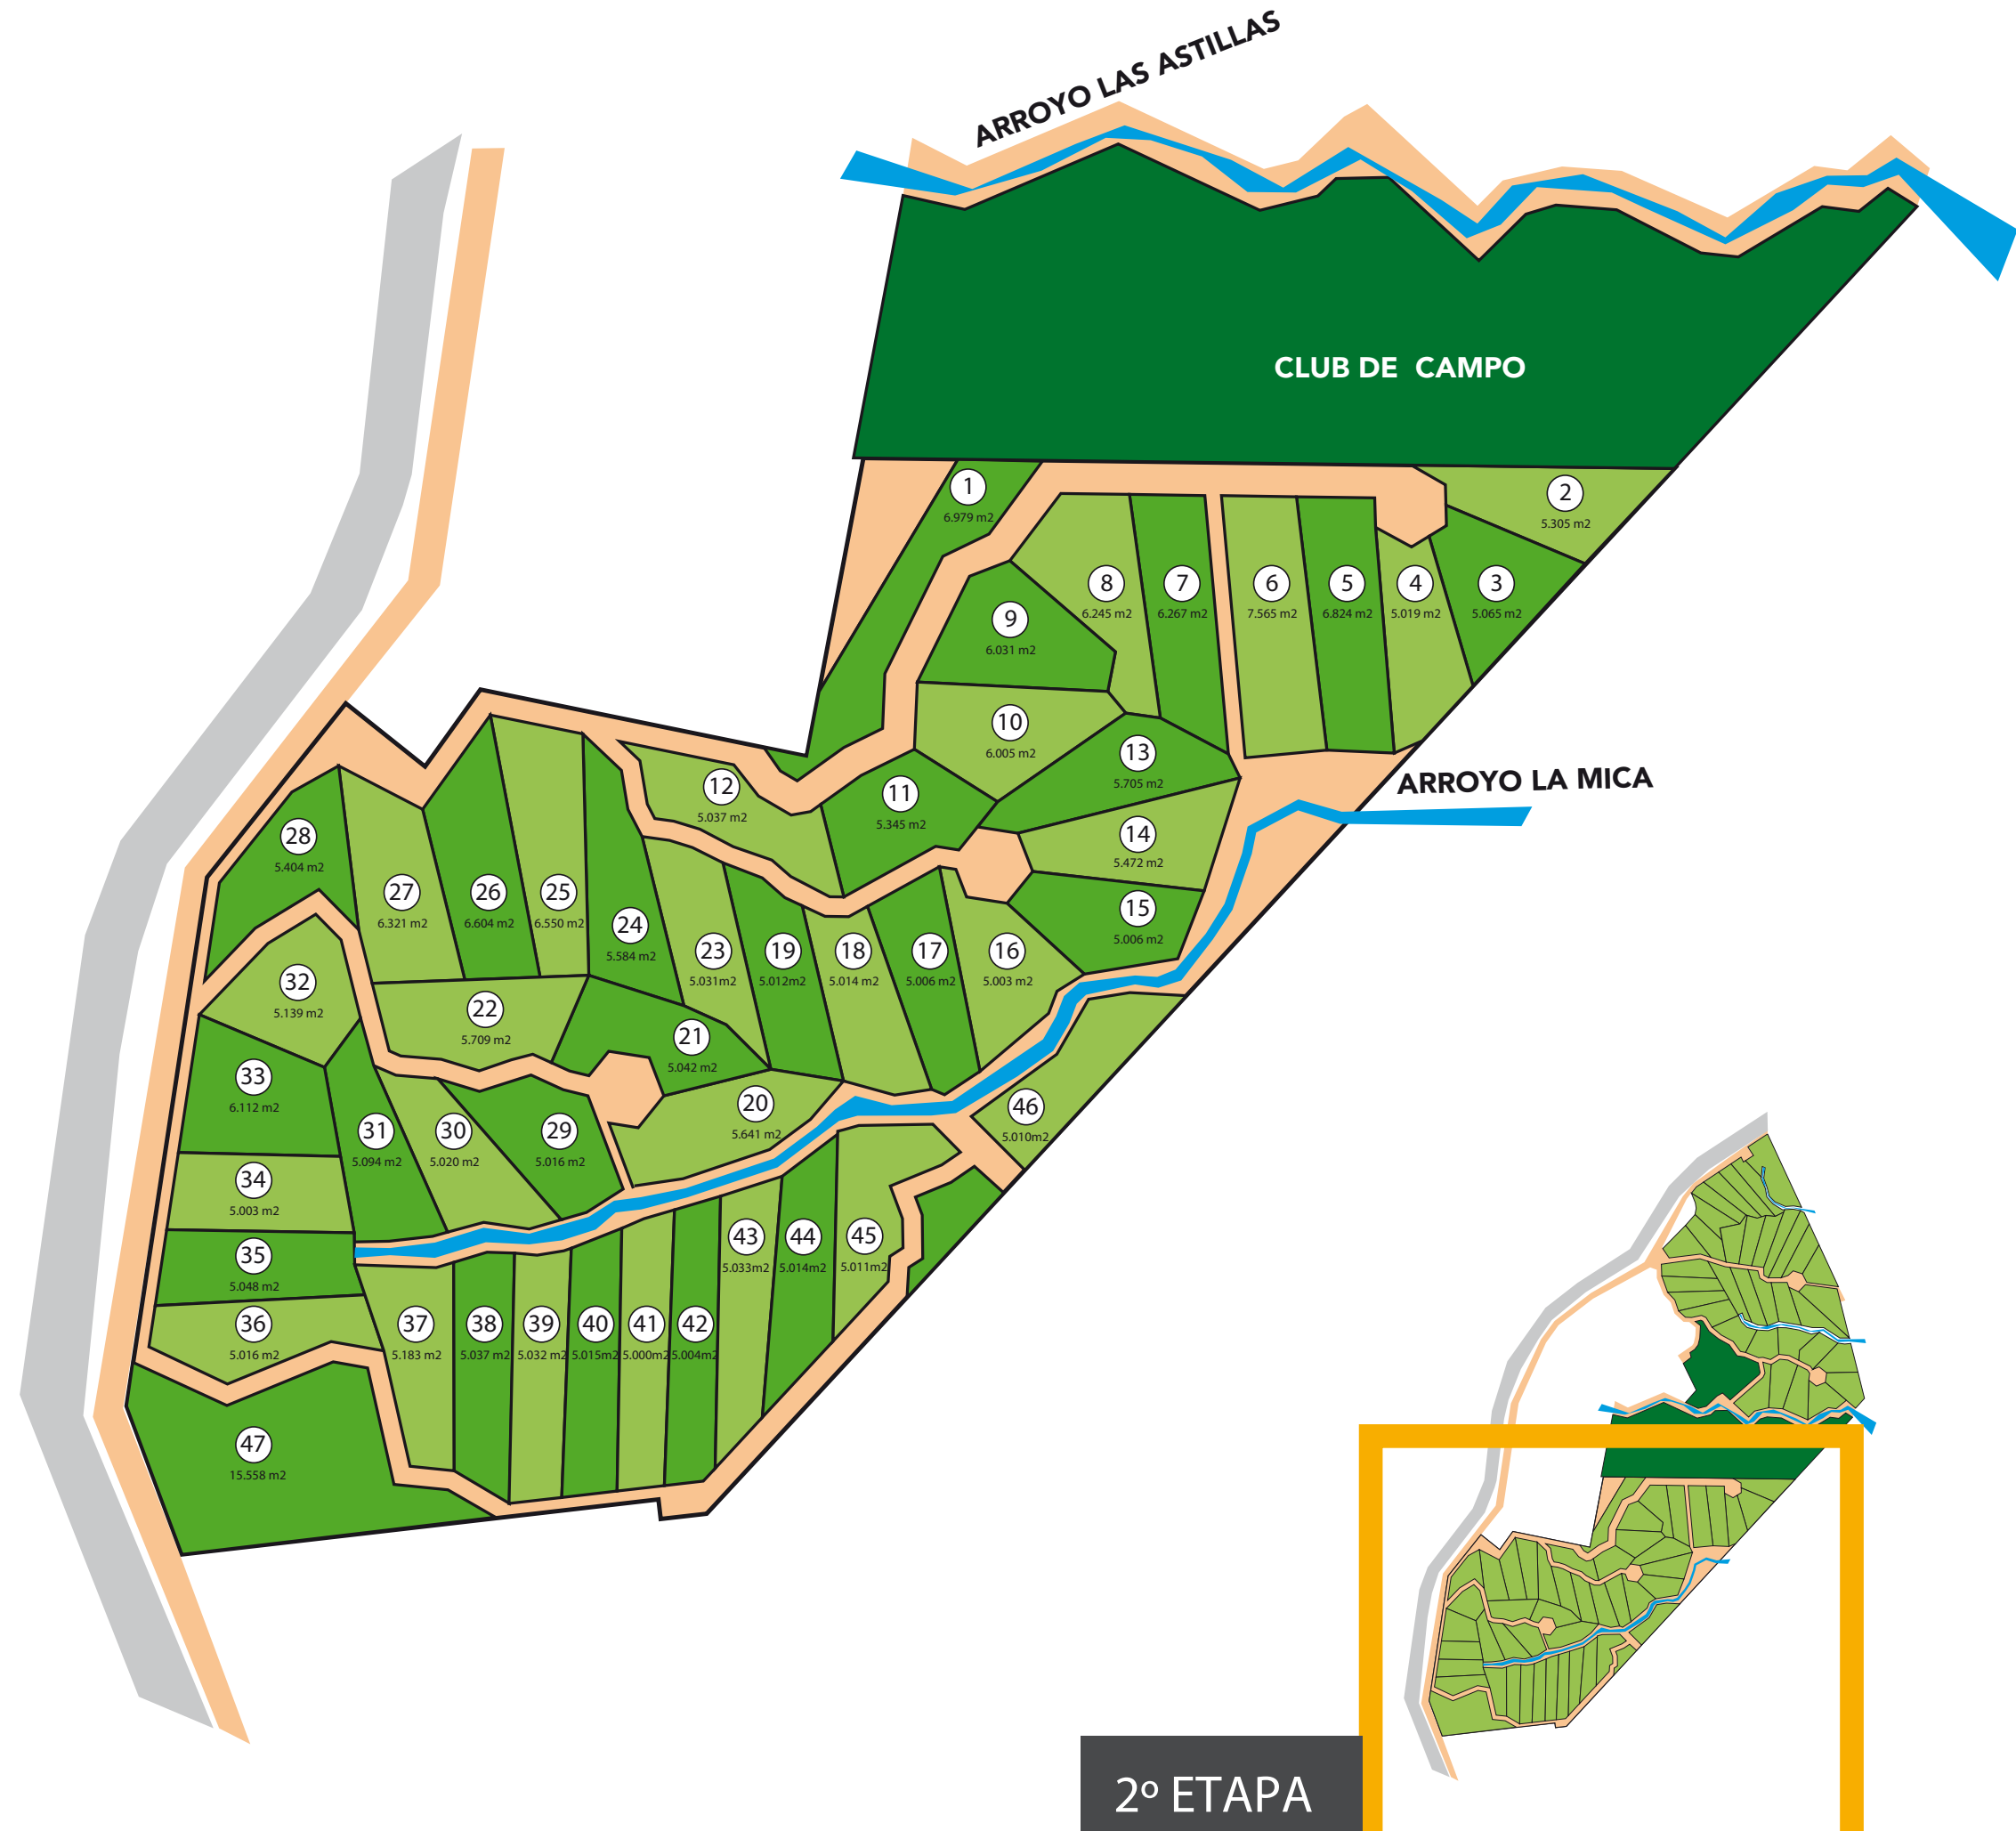 ARROYO LAS ASTILLAS
CLUB DE CAMPO
1
6.979 m2
2
5.305 m2
3
5.065 m2
4
5.019 m2
5
6.824 m2
6
7.565 m2
7
6.267 m2
8
6.245 m2
9
6.031 m2
10
6.005 m2
11
5.345 m2
12
5.037 m2
13
5.705 m2
ARROYO LA MICA
14
5.472 m2
15
5.006 m2
16
5.003 m2
17
5.006 m2
18
5.014 m2
19
5.012m2
20
5.641 m2
21
5.042 m2
22
5.709 m2
23
5.031m2
24
5.584 m2
25
6.550 m2
26
6.604 m2
27
6.321 m2
28
5.404 m2
29
5.016 m2
30
5.020 m2
31
5.094 m2
32
5.139 m2
33
6.112 m2
34
5.003 m2
35
5.048 m2
36
5.016 m2
37
5.183 m2
38
5.037 m2
39
5.032 m2
40
5.015m2
41
5.000m2
42
5.004m2
43
5.033m2
44
5.014m2
45
5.011m2
46
5.010m2
47
15.558 m2
2º ETAPA